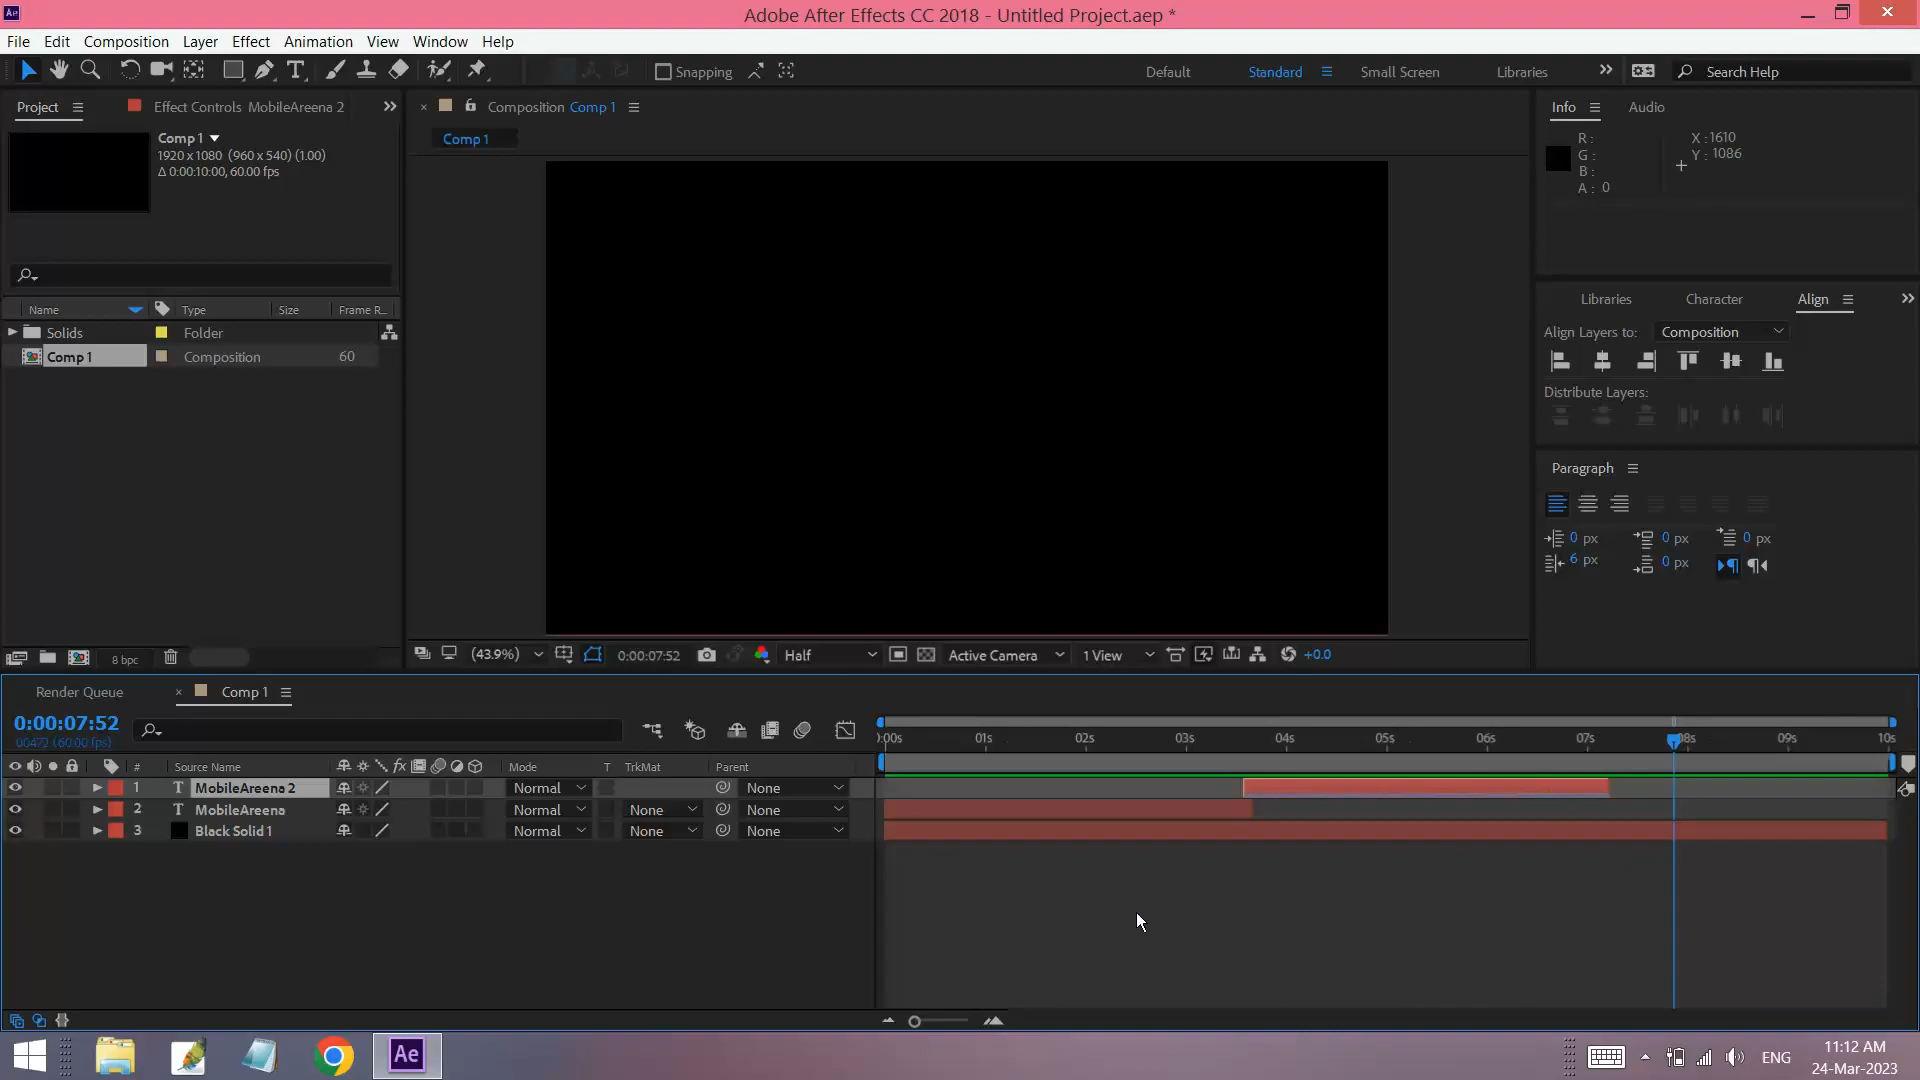 Ae
Adobe After Effects CC 2018 - Untitled Project.aep *
File Edit Composition Layer Effect Animation View Window Help
T Snapping Default Standard Small Screen Libraries Search Help
Project Effect Controls MobileAreena 2 Composition Comp 1 Info Audio
Comp 1
1920 x 1080 (960 x 540) (1.00)
Δ 0:00:10:00, 60.00 fps
Comp 1
R :
G :
B :
A : 0
X : 1610
Y : 1086
Name Type Size Frame R...
Solids Folder
Comp 1 Composition 60
Libraries Character Align
Align Layers to: Composition
Distribute Layers:
Paragraph
0 px 0 px 0 px
6 px 0 px
8 bpc
(43.9%) 0:00:07:52 Half Active Camera 1 View +0.0
Render Queue Comp 1
0:00:07:52
00472 (60.00 fps)
:00s 01s 02s 03s 04s 05s 06s 07s 08s 09s 10s
# Source Name fx Mode T TrkMat Parent
1 T MobileAreena 2 Normal None
2 T MobileAreena Normal None None
3 Black Solid 1 Normal None None
Ae
ENG
11:12 AM
24-Mar-2023